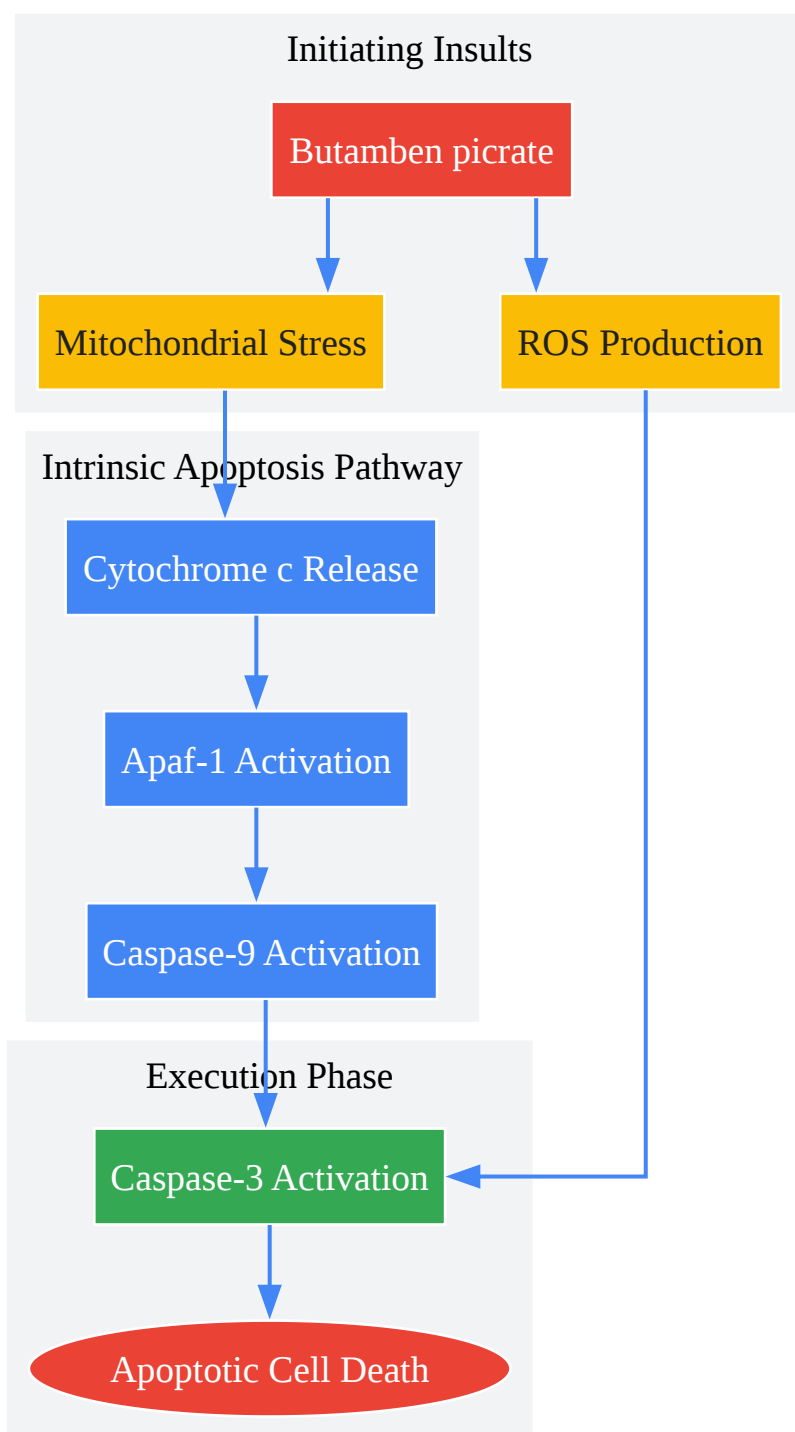 Initiating Insults
Butamben picrate
Mitochondrial Stress
ROS Production
Intrinsic Apoptosis Pathway
Cytochrome c Release
Apaf-1 Activation
Caspase-9 Activation
Execution Phase
Caspase-3 Activation
Apoptotic Cell Death